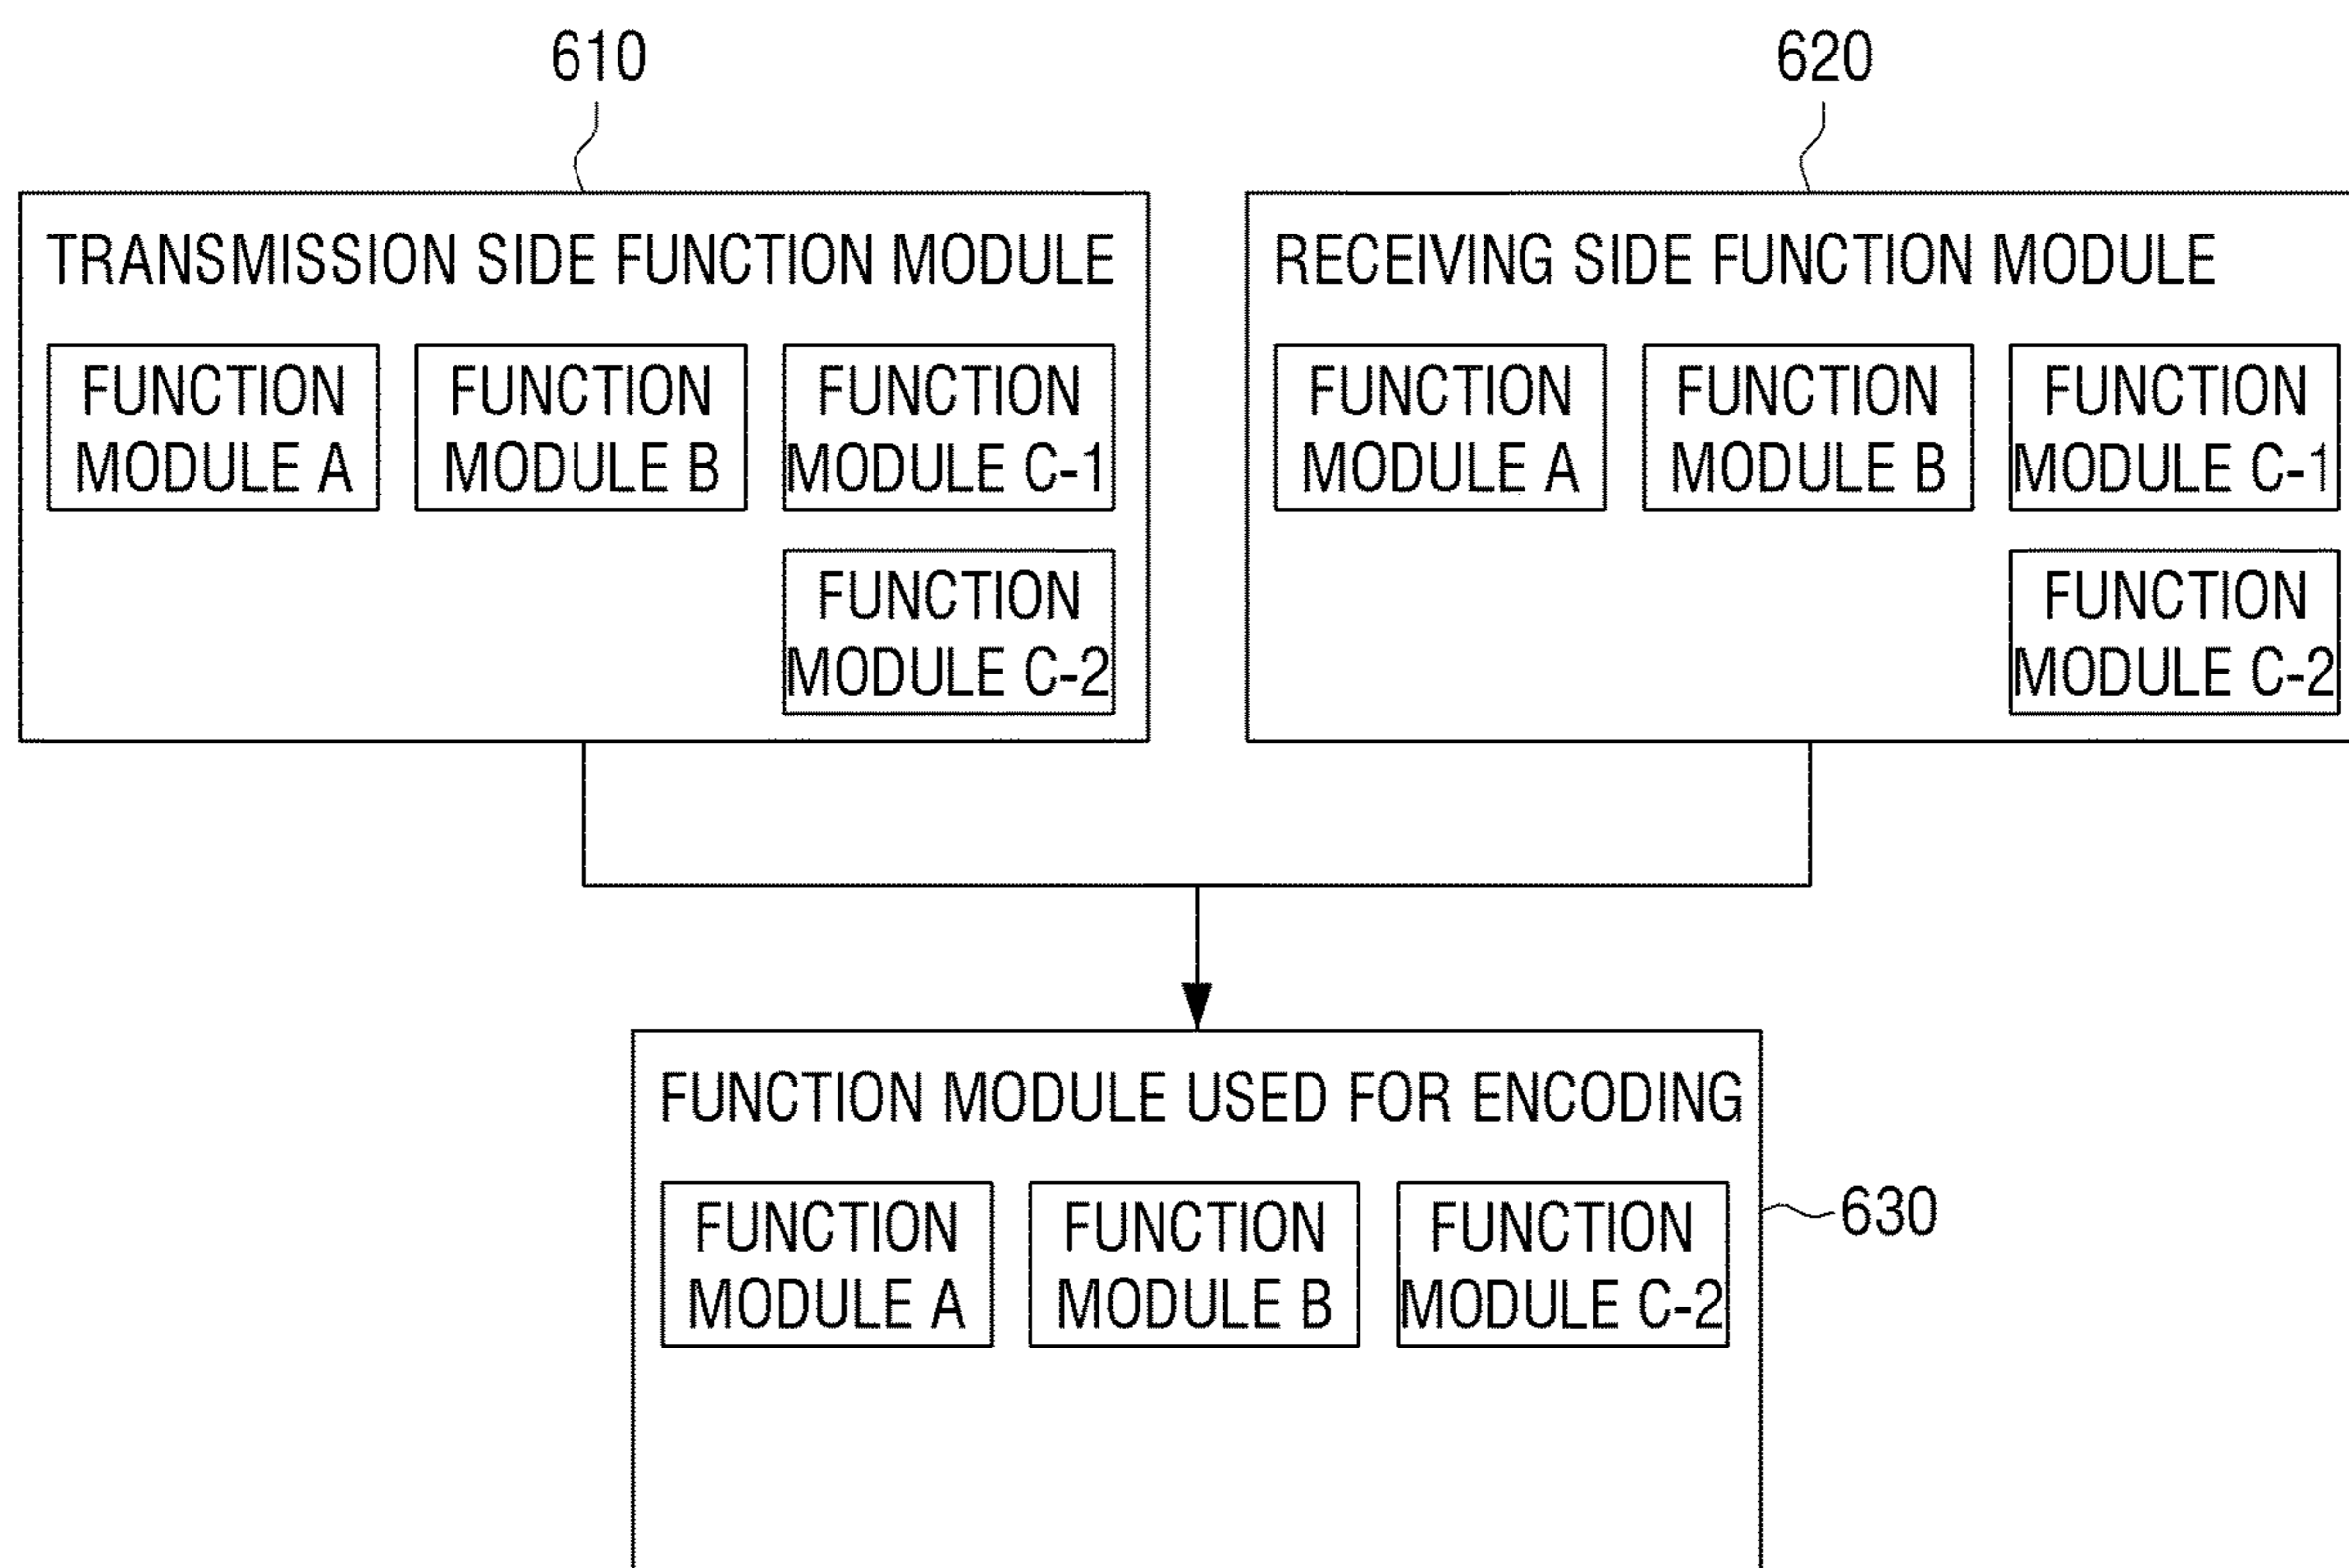 610
620
TRANSMISSION SIDE FUNCTION MODULE
FUNCTION
MODULE A
FUNCTION
MODULE B
FUNCTION
MODULE C-1
FUNCTION
MODULE C-2
RECEIVING SIDE FUNCTION MODULE
FUNCTION
MODULE A
FUNCTION
MODULE B
FUNCTION
MODULE C-1
FUNCTION
MODULE C-2
FUNCTION MODULE USED FOR ENCODING
FUNCTION
MODULE A
FUNCTION
MODULE B
FUNCTION
MODULE C-2
630